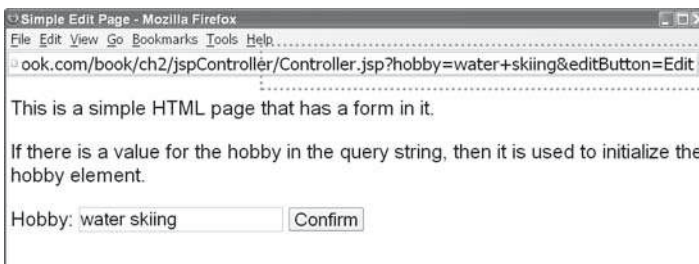 Simple Edit Page - Mozilla Firefox
File Edit View Go Bookmarks Tools Help
ook.com/book/ch2/jspController/Controller.jsp?hobby=water+skiing&editButton=Edit
This is a simple HTML page that has a form in it.
If there is a value for the hobby in the query string, then it is used to initialize the
hobby element.
Hobby: water skiing Confirm